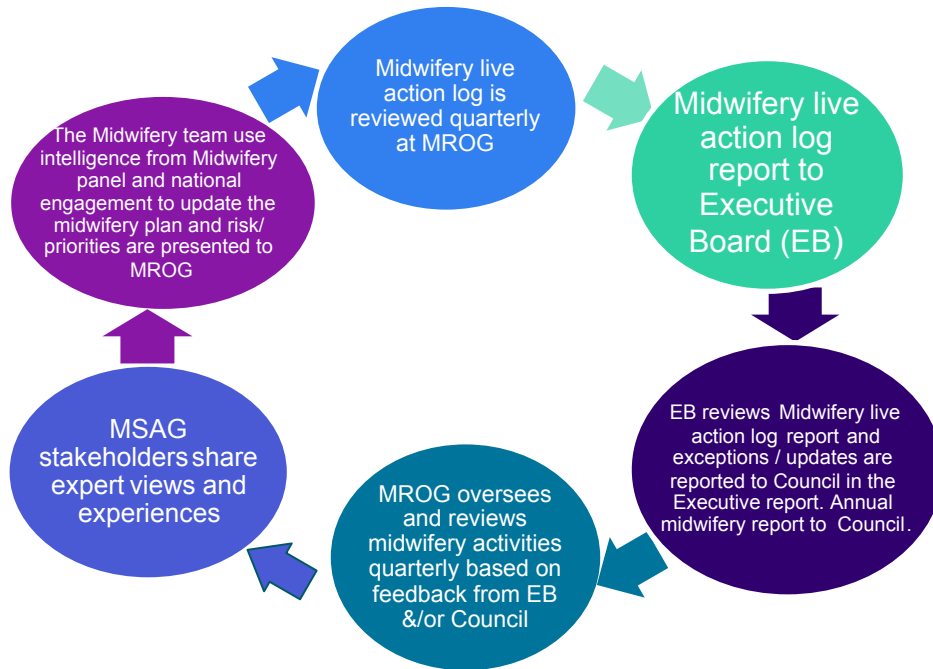 Midwifery live
action log is
reviewed quarterly
at MROG
Midwifery live
action log
report to
Executive
Board (EB)
EB reviews Midwifery live
action log report and
exceptions / updates are
reported to Council in the
Executive report. Annual
midwifery report to Council.
MROG oversees
and reviews
midwifery activities
quarterly based on
feedback from EB
&/or Council
MSAG
stakeholders share
expert views and
experiences
The Midwifery team use
intelligence from Midwifery
panel and national
engagement to update the
midwifery plan and risk/
priorities are presented to
MROG